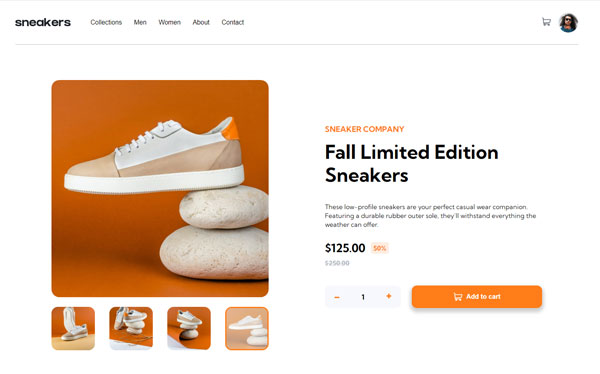 sneakers Collections Men Women About Contact
SNEAKER COMPANY
Fall Limited Edition
Sneakers
These low-profile sneakers are your perfect casual wear companion.
Featuring a durable rubber outer sole, they'll withstand everything the
weather can offer.
$125.00 50%
$250.00
− 1 + Add to cart